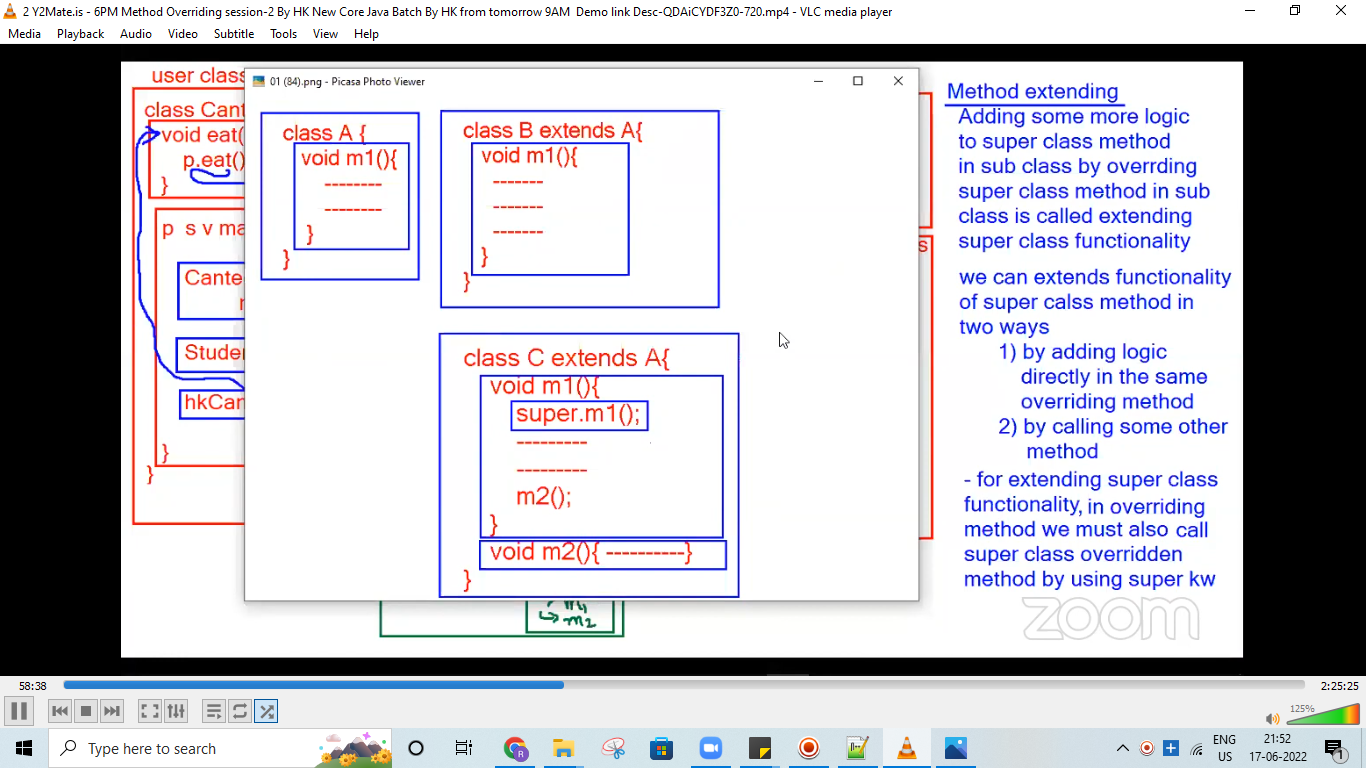 2 Y2Mate.is - 6PM Method Overriding session-2 By HK New Core Java Batch By HK from tomorrow 9AM  Demo link Desc-QDAiCYDF3Z0-720.mp4 - VLC media player
Media Playback Audio Video Subtitle Tools View Help
user class
class Cant
void eat(
p.eat()
}
p s v ma
Cante
Studen
hkCan
}
}
01 (84).png - Picasa Photo Viewer
class A {
void m1(){
--------
--------
}
}
class B extends A{
void m1(){
-------
-------
-------
}
}
class C extends A{
void m1(){
super.m1();
---------
---------
m2();
}
void m2(){ ----------}
}
m1
m2
s
Method extending
Adding some more logic
to super class method
in sub class by overrding
super class method in sub
class is called extending
super class functionality
we can extends functionality
of super calss method in
two ways
1) by adding logic
directly in the same
overriding method
2) by calling some other
method
- for extending super class
functionality, in overriding
method we must also call
super class overridden
method by using super kw
zoom
58:38
2:25:25
125%
Type here to search
ENG
US
21:52
17-06-2022
1